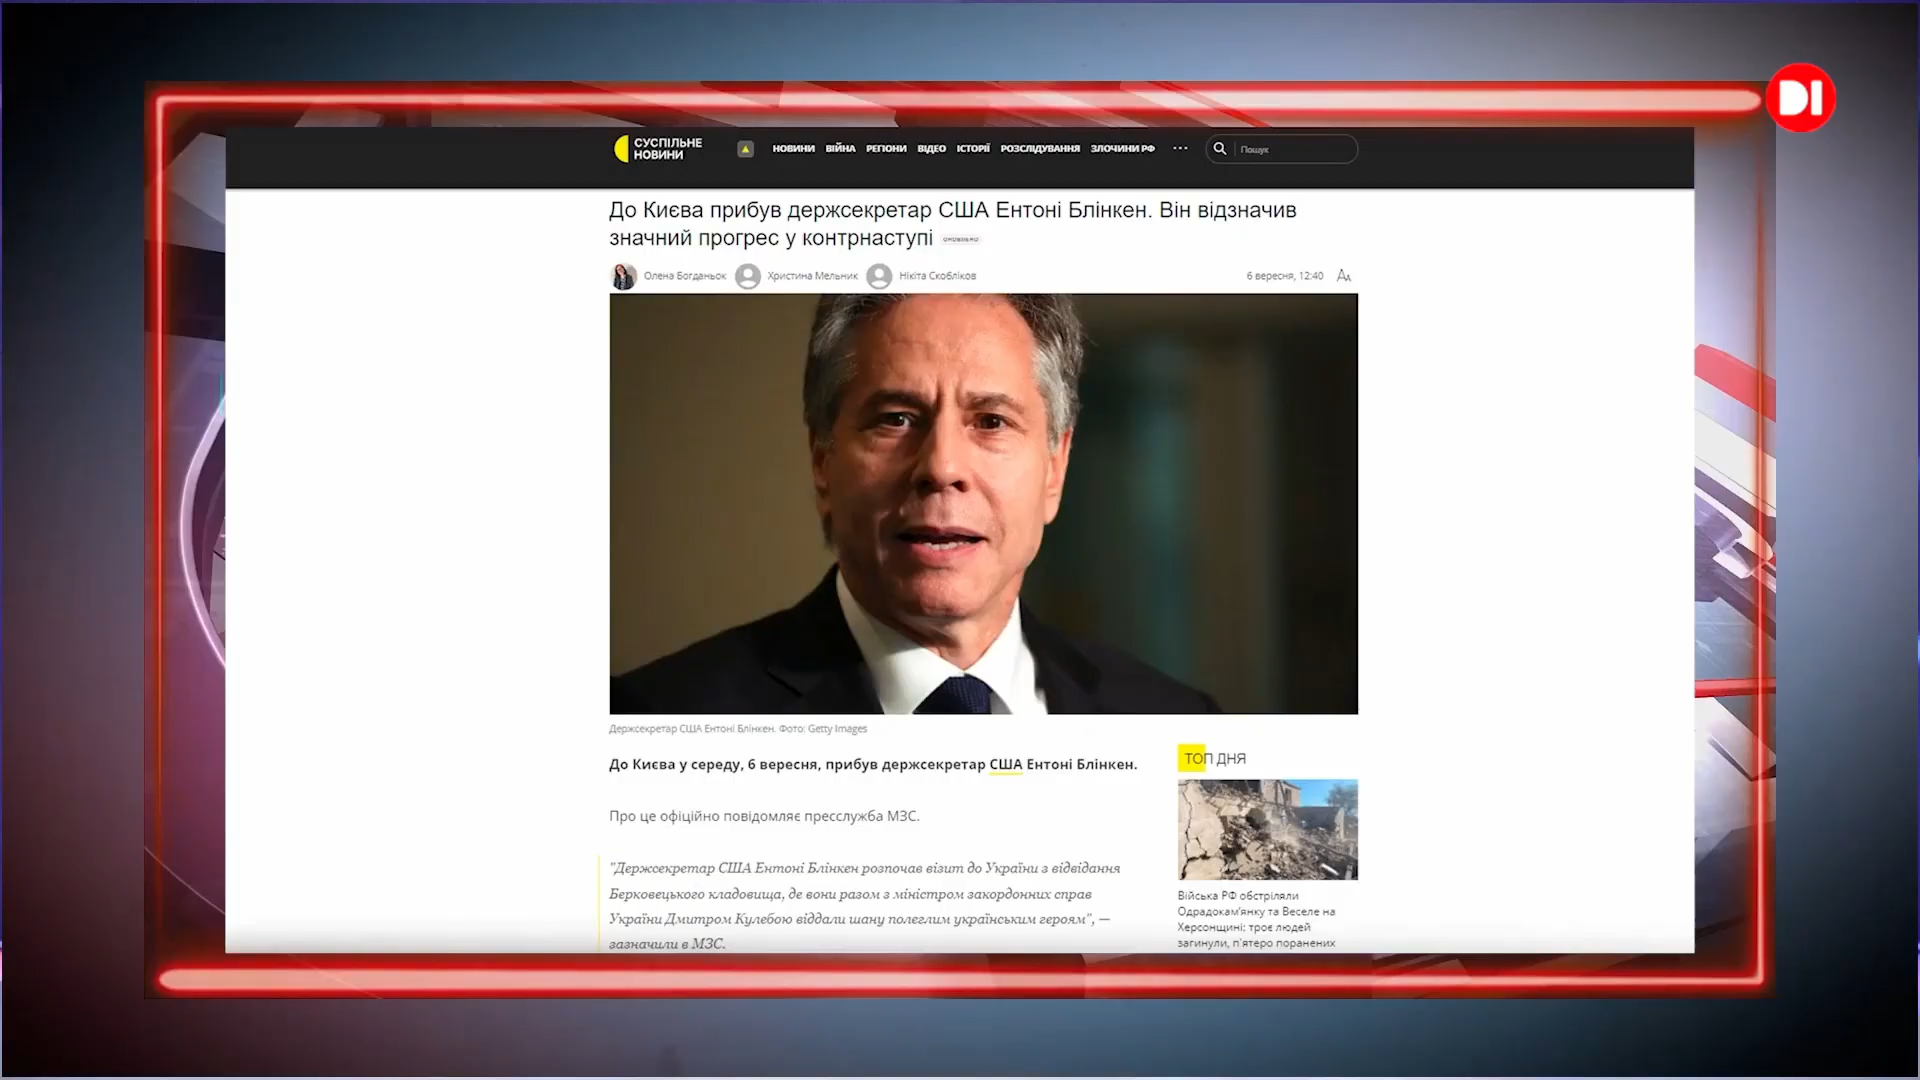 DI
СУСПІЛЬНЕ
НОВИНИ
НОВИНИ ВІЙНА РЕГІОНИ ВІДЕО ІСТОРІЇ РОЗСЛІДУВАННЯ ЗЛОЧИНИ РФ ··· Пошук
До Києва прибув держсекретар США Ентоні Блінкен. Він відзначив
значний прогрес у контрнаступі ОНОВЛЕНО
Олена Богданьок Христина Мельник Нікіта Скобліков 6 вересня, 12:40 Аа
Держсекретар США Ентоні Блінкен. Фото: Getty Images
До Києва у середу, 6 вересня, прибув держсекретар США Ентоні Блінкен.
Про це офіційно повідомляє пресслужба МЗС.
"Держсекретар США Ентоні Блінкен розпочав візит до України з відвідання
Берковецького кладовища, де вони разом з міністром закордонних справ
України Дмитром Кулебою віддали шану полеглим українським героям", —
зазначили в МЗС.
ТОП ДНЯ
Війська РФ обстріляли
Одрадокам'янку та Веселе на
Херсонщині: троє людей
загинули, п'ятеро поранених